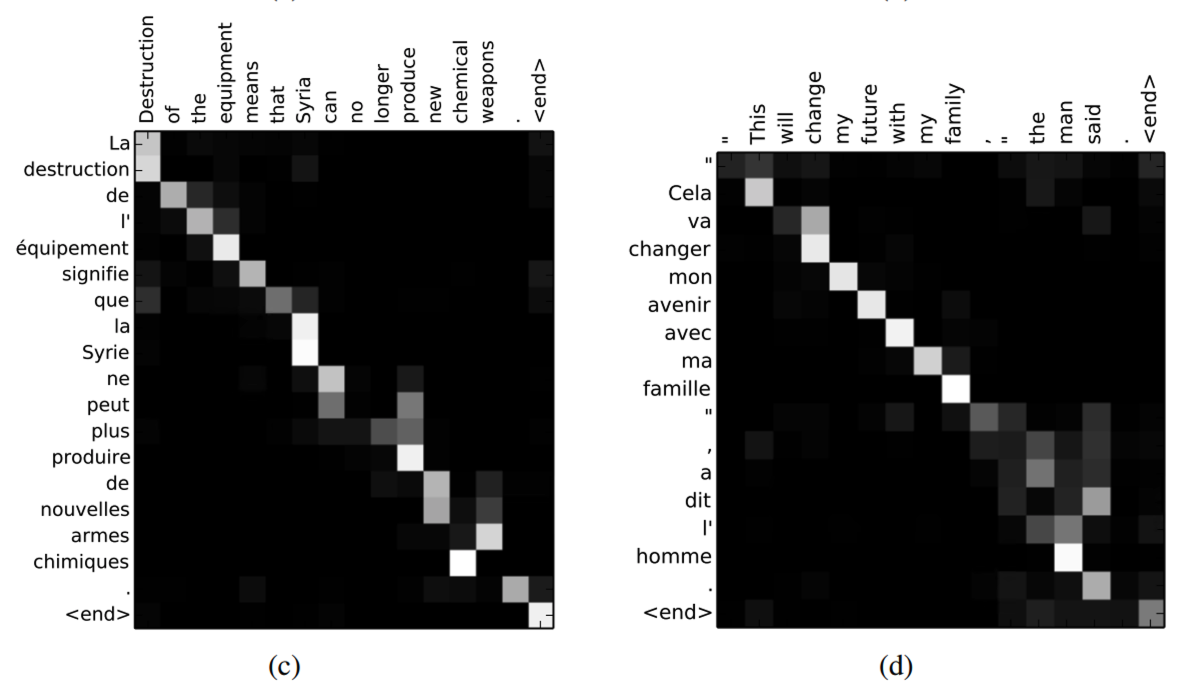 Destruction
of
the
equipment
means
that
Syria
can
no
longer
produce
new
chemical
weapons
.
<end>
La
destruction
de
l'
équipement
signifie
que
la
Syrie
ne
peut
plus
produire
de
nouvelles
armes
chimiques
.
<end>
(c)
"
This
will
change
my
future
with
my
family
,
"
the
man
said
.
<end>
"
Cela
va
changer
mon
avenir
avec
ma
famille
"
,
a
dit
l'
homme
.
<end>
(d)